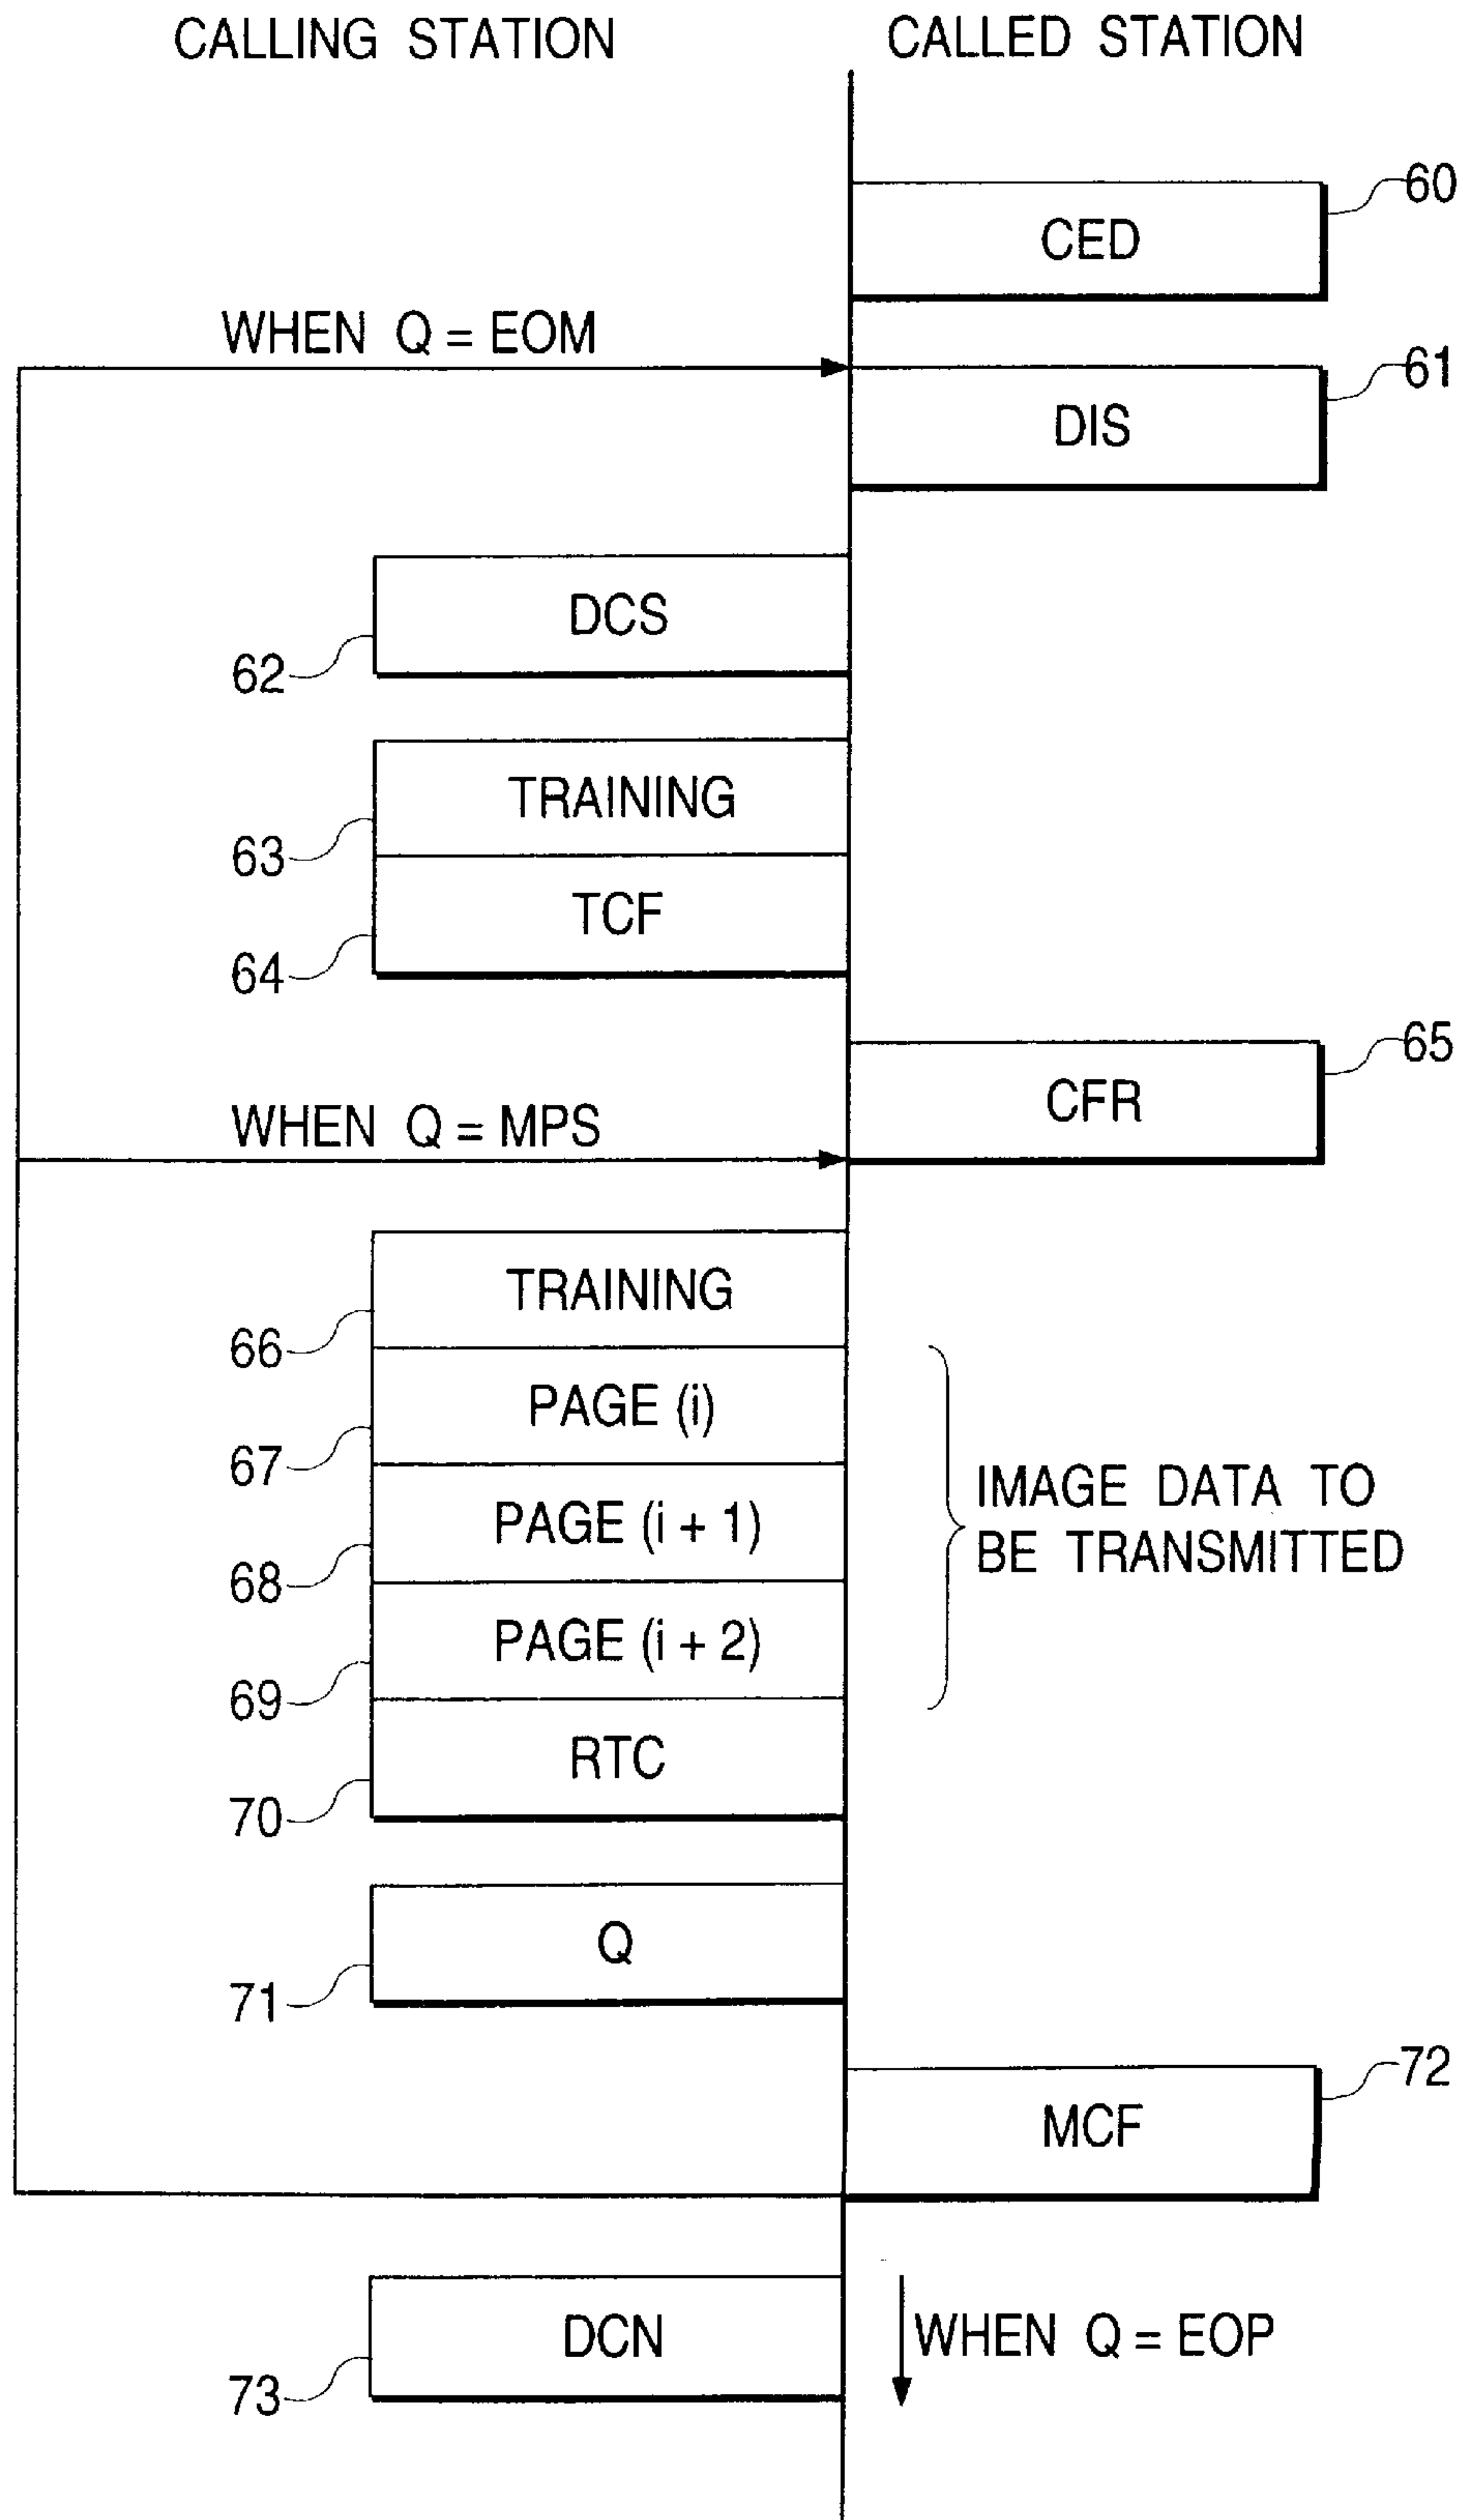 CALLING STATION
CALLED STATION
60
CED
WHEN Q = EOM
61
DIS
DCS
62
TRAINING
63
TCF
64
65
CFR
WHEN Q = MPS
TRAINING
66
PAGE (i)
67
IMAGE DATA TO
BE TRANSMITTED
PAGE (i + 1)
68
PAGE (i + 2)
69
RTC
70
Q
71
72
MCF
DCN
WHEN Q = EOP
73